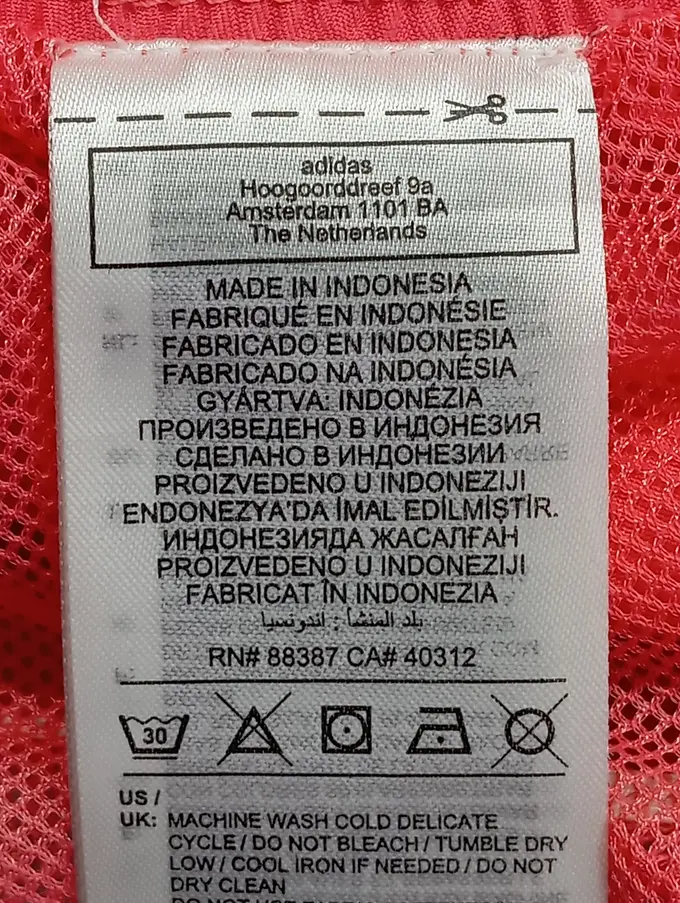 adidas
Hoogoorddreef 9a
Amsterdam 1101 BA
The Netherlands
MADE IN INDONESIA
FABRIQUÉ EN INDONÉSIE
FABRICADO EN INDONESIA
FABRICADO NA INDONÉSIA
GYÁRTVA: INDONÉZIA
ПРОИЗВЕДЕНО В ИНДОНЕЗИЯ
СДЕЛАНО В ИНДОНЕЗИИ
PROIZVEDENO U INDONEZIJI
ENDONEZYA'DA İMAL EDİLMİŞTİR.
ИНДОНЕЗИЯДА ЖАСАЛҒАН
PROIZVEDENO U INDONEZIJI
FABRICAT ÎN INDONEZIA
بلد المنشأ : اندونسيا
RN# 88387 CA# 40312
30
US /
UK: MACHINE WASH COLD DELICATE
CYCLE / DO NOT BLEACH / TUMBLE DRY
LOW / COOL IRON IF NEEDED / DO NOT
DRY CLEAN